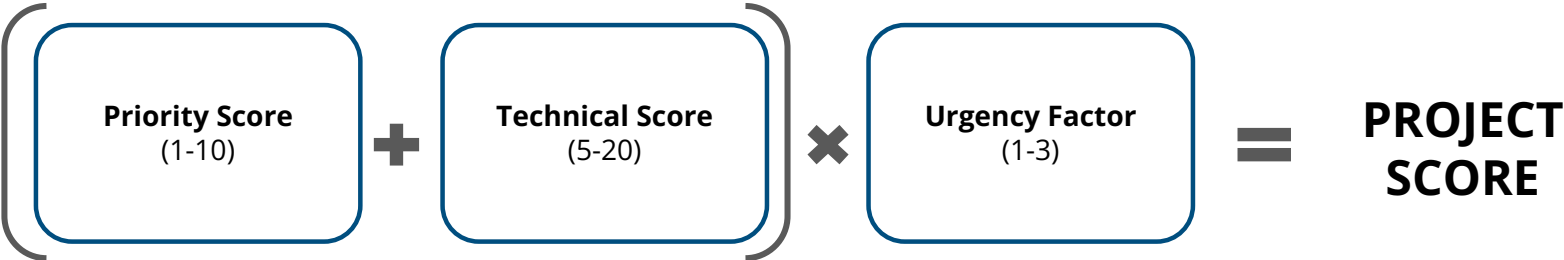 Priority Score
(1-10)
Technical Score
(5-20)
Urgency Factor
(1-3)
PROJECT
SCORE